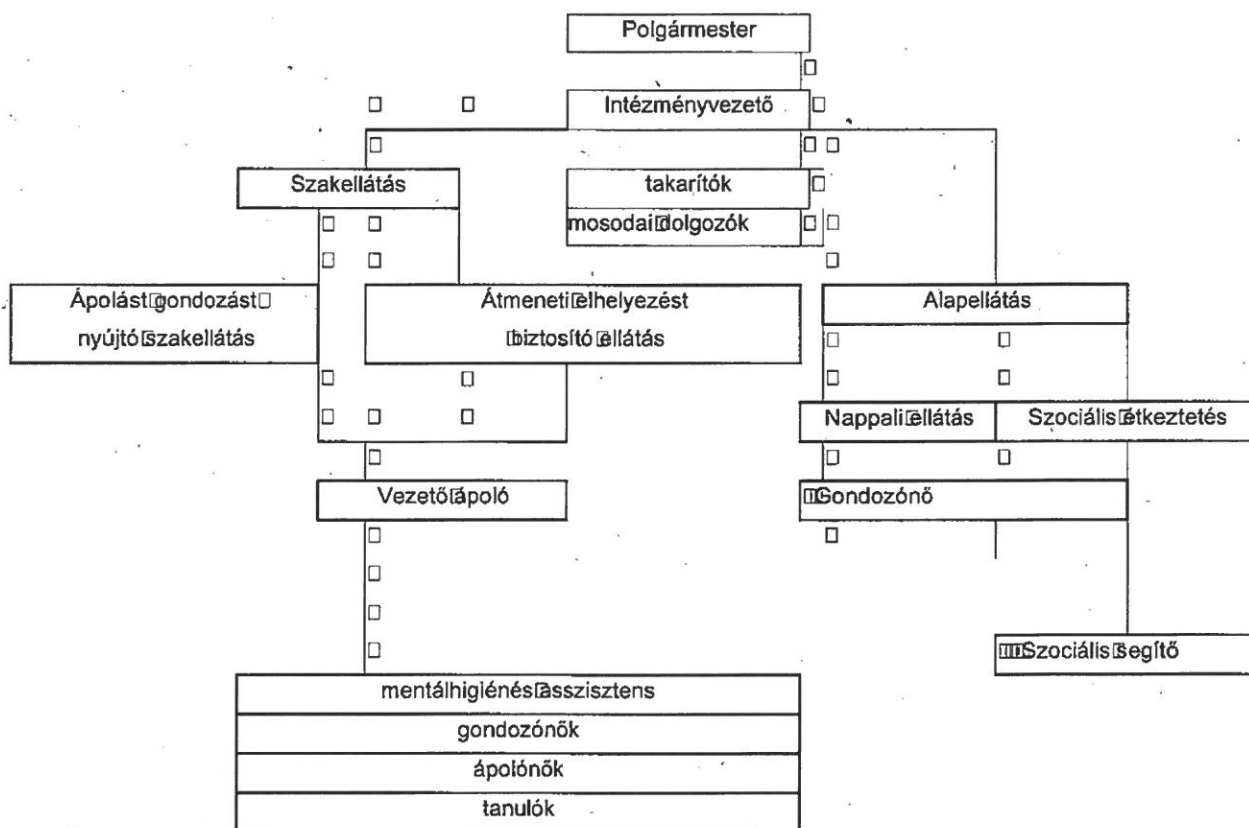 Polgármester
Intézményvezető
Szakellátás
takarítók
mosodai dolgozók
Ápolást gondozást
nyújtó szakellátás
Átmeneti elhelyezést
biztosító ellátás
Alapellátás
Nappali ellátás
Szociális étkeztetés
Vezető ápoló
Gondozónő
Szociális segítő
mentálhigiénés asszisztens
gondozónők
ápolónők
tanulók